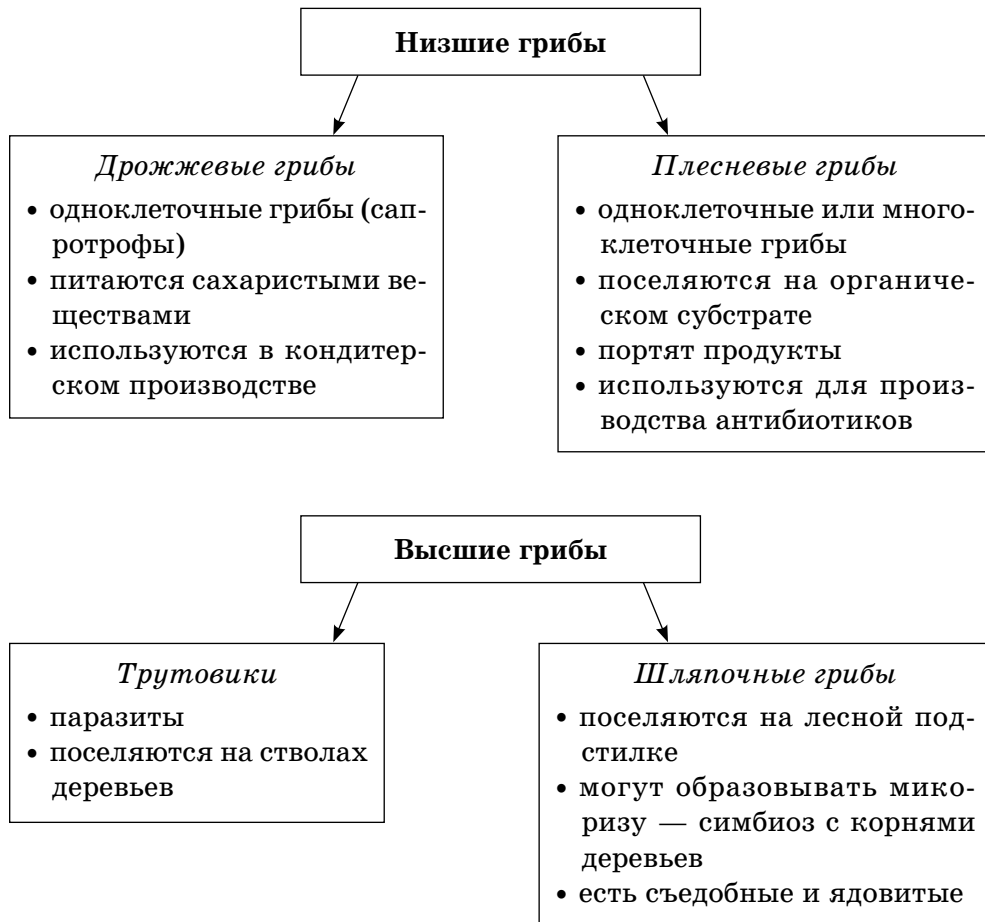 Низшие грибы
Дрожжевые грибы
• одноклеточные грибы (сап-
ротрофы)
• питаются сахаристыми ве-
ществами
• используются в кондитер-
ском производстве
Плесневые грибы
• одноклеточные или много-
клеточные грибы
• поселяются на органиче-
ском субстрате
• портят продукты
• используются для произ-
водства антибиотиков
Высшие грибы
Трутовики
• паразиты
• поселяются на стволах
деревьев
Шляпочные грибы
• поселяются на лесной под-
стилке
• могут образовывать мико-
ризу — симбиоз с корнями
деревьев
• есть съедобные и ядовитые